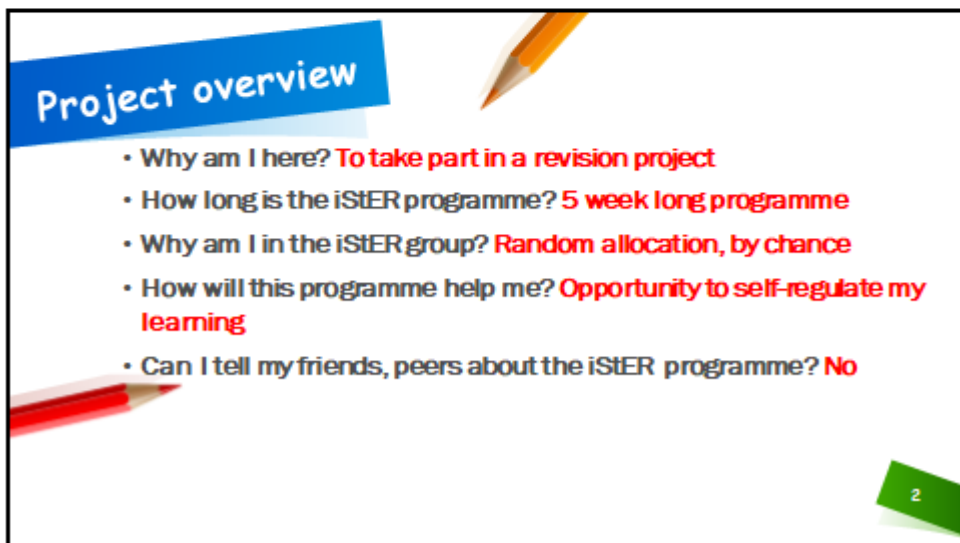 Project overview
• Why am I here? To take part in a revision project
• How long is the iStER programme? 5 week long programme
• Why am I in the iStER group? Random allocation, by chance
• How will this programme help me? Opportunity to self-regulate my
learning
• Can I tell my friends, peers about the iStER programme? No
2